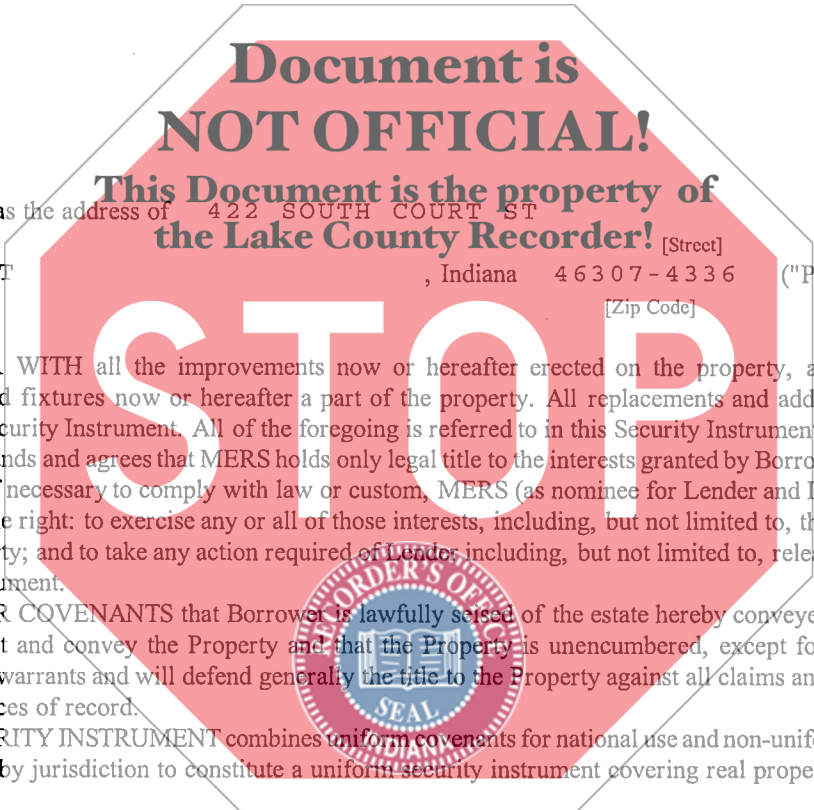 Document is
NOT OFFICIAL!
This Document is the property of
as the address of 422 SOUTH COURT ST
the Lake County Recorder! [Street]
, Indiana 46307-4336 ("P
[Zip Code]
STOP
WITH all the improvements now or hereafter erected on the property, a
d fixtures now or hereafter a part of the property. All replacements and add
curity Instrument. All of the foregoing is referred to in this Security Instrumen
nds and agrees that MERS holds only legal title to the interests granted by Borro
f necessary to comply with law or custom, MERS (as nominee for Lender and L
e right: to exercise any or all of those interests, including, but not limited to, th
ty; and to take any action required of Lender including, but not limited to, relea
ument.
R COVENANTS that Borrower is lawfully seised of the estate hereby conveye
t and convey the Property and that the Property is unencumbered, except fo
warrants and will defend generally the title to the Property against all claims an
ces of record.
RITY INSTRUMENT combines uniform covenants for national use and non-unif
by jurisdiction to constitute a uniform security instrument covering real prope
RECORDER'S OFFICE
SEAL
INDIANA